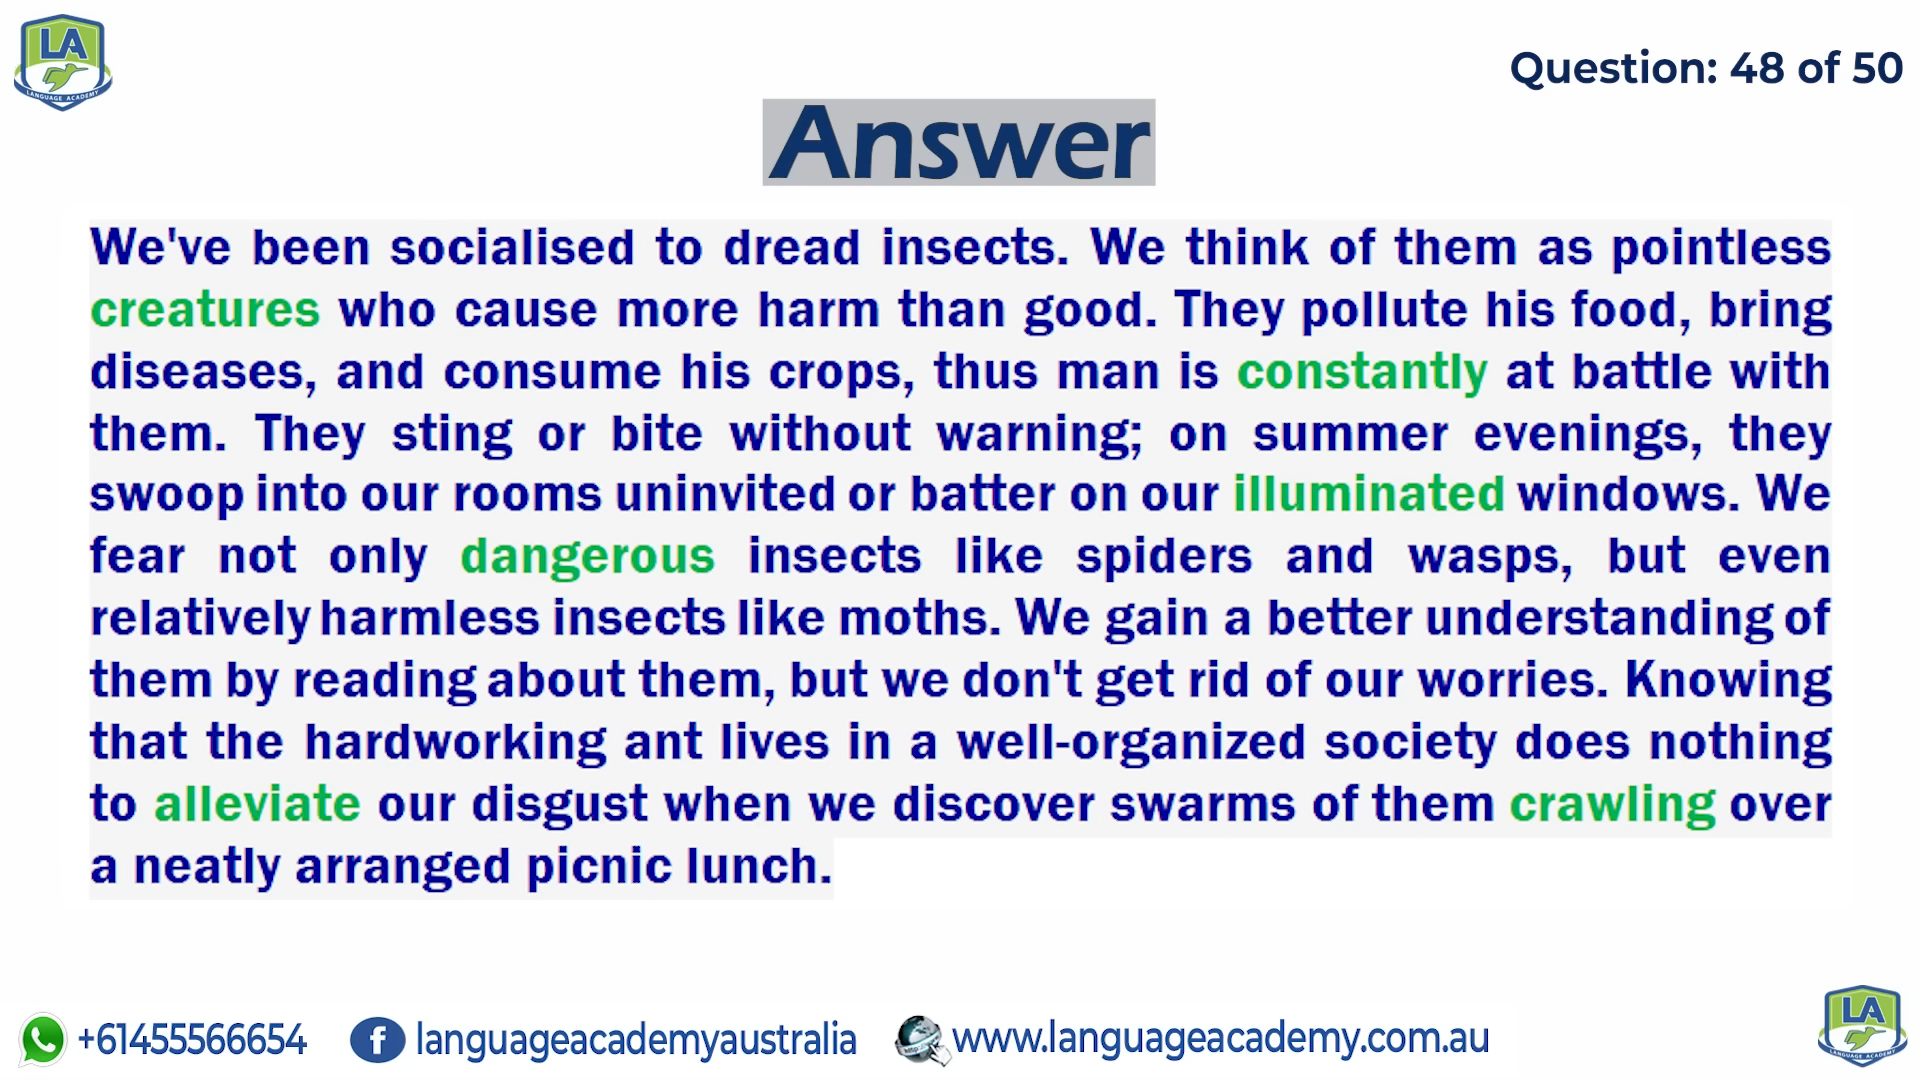 LA
LANGUAGE ACADEMY
Question: 48 of 50
Answer
We've been socialised to dread insects. We think of them as pointless
creatures who cause more harm than good. They pollute his food, bring
diseases, and consume his crops, thus man is constantly at battle with
them. They sting or bite without warning; on summer evenings, they
swoop into our rooms uninvited or batter on our illuminated windows. We
fear not only dangerous insects like spiders and wasps, but even
relatively harmless insects like moths. We gain a better understanding of
them by reading about them, but we don't get rid of our worries. Knowing
that the hardworking ant lives in a well-organized society does nothing
to alleviate our disgust when we discover swarms of them crawling over
a neatly arranged picnic lunch.
+61455566654
f languageacademyaustralia
http www.languageacademy.com.au
LA
LANGUAGE ACADEMY